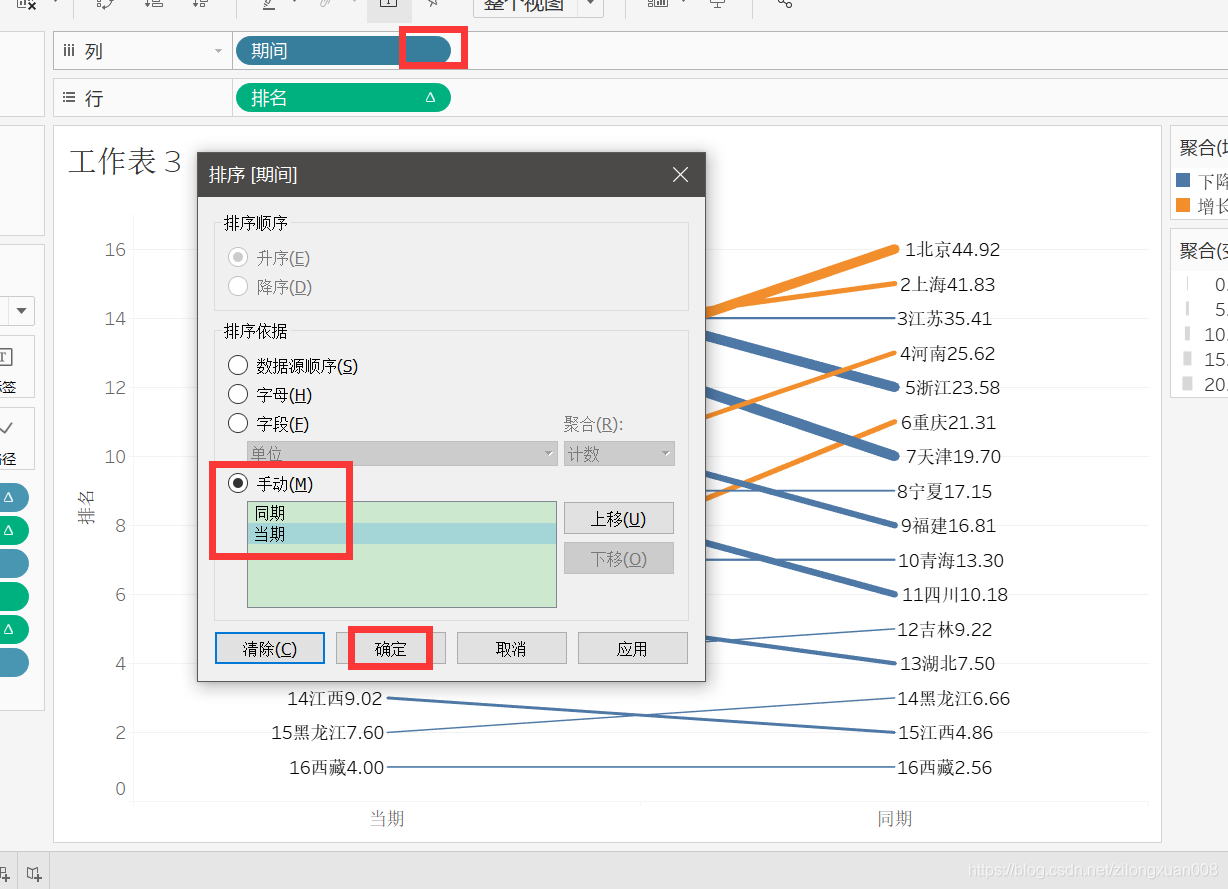 整个视图
列
期间
行
排名
工作表 3
排序 [期间]
排序顺序
升序(E)
降序(D)
排序依据
数据源顺序(S)
字母(H)
字段(F)
聚合(R):
单位
计数
手动(M)
同期
当期
上移(U)
下移(O)
清除(C)
确定
取消
应用
排名
16
14
12
10
8
6
4
2
0
1北京44.92
2上海41.83
3江苏35.41
4河南25.62
5浙江23.58
6重庆21.31
7天津19.70
8宁夏17.15
9福建16.81
10青海13.30
11四川10.18
12吉林9.22
13湖北7.50
14江西9.02
14黑龙江6.66
15黑龙江7.60
15江西4.86
16西藏4.00
16西藏2.56
当期
同期
聚合(
下降
增长
聚合(
0.
5.
10.
15.
20.
签
径
https://blog.csdn.net/zilongxuan008